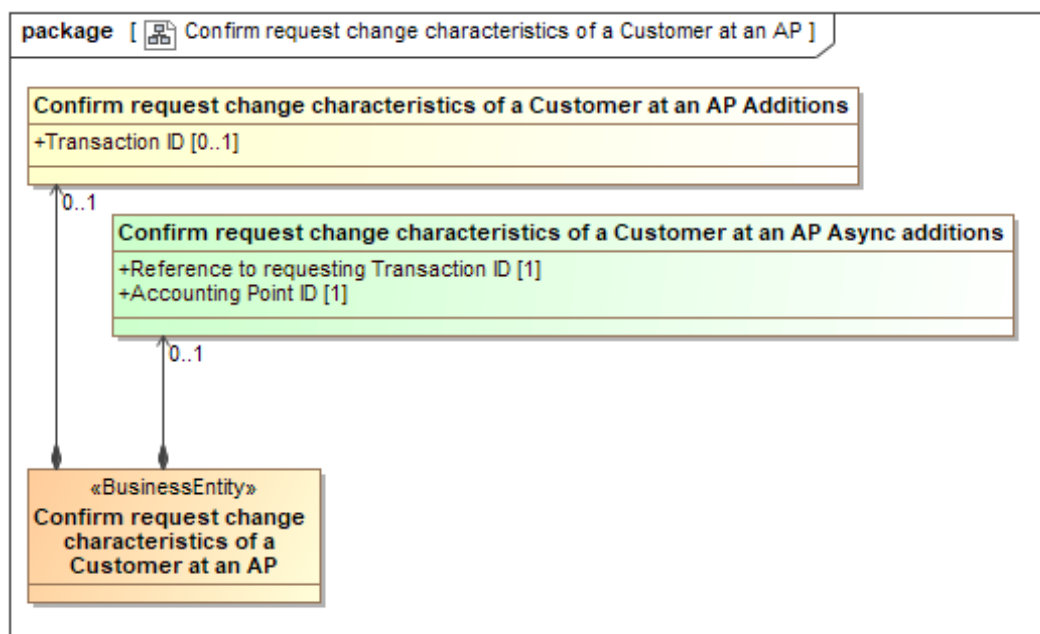 package [ Confirm request change characteristics of a Customer at an AP ]
Confirm request change characteristics of a Customer at an AP Additions
+Transaction ID [0..1]
0..1
Confirm request change characteristics of a Customer at an AP Async additions
+Reference to requesting Transaction ID [1]
+Accounting Point ID [1]
0..1
«BusinessEntity»
Confirm request change
characteristics of a
Customer at an AP